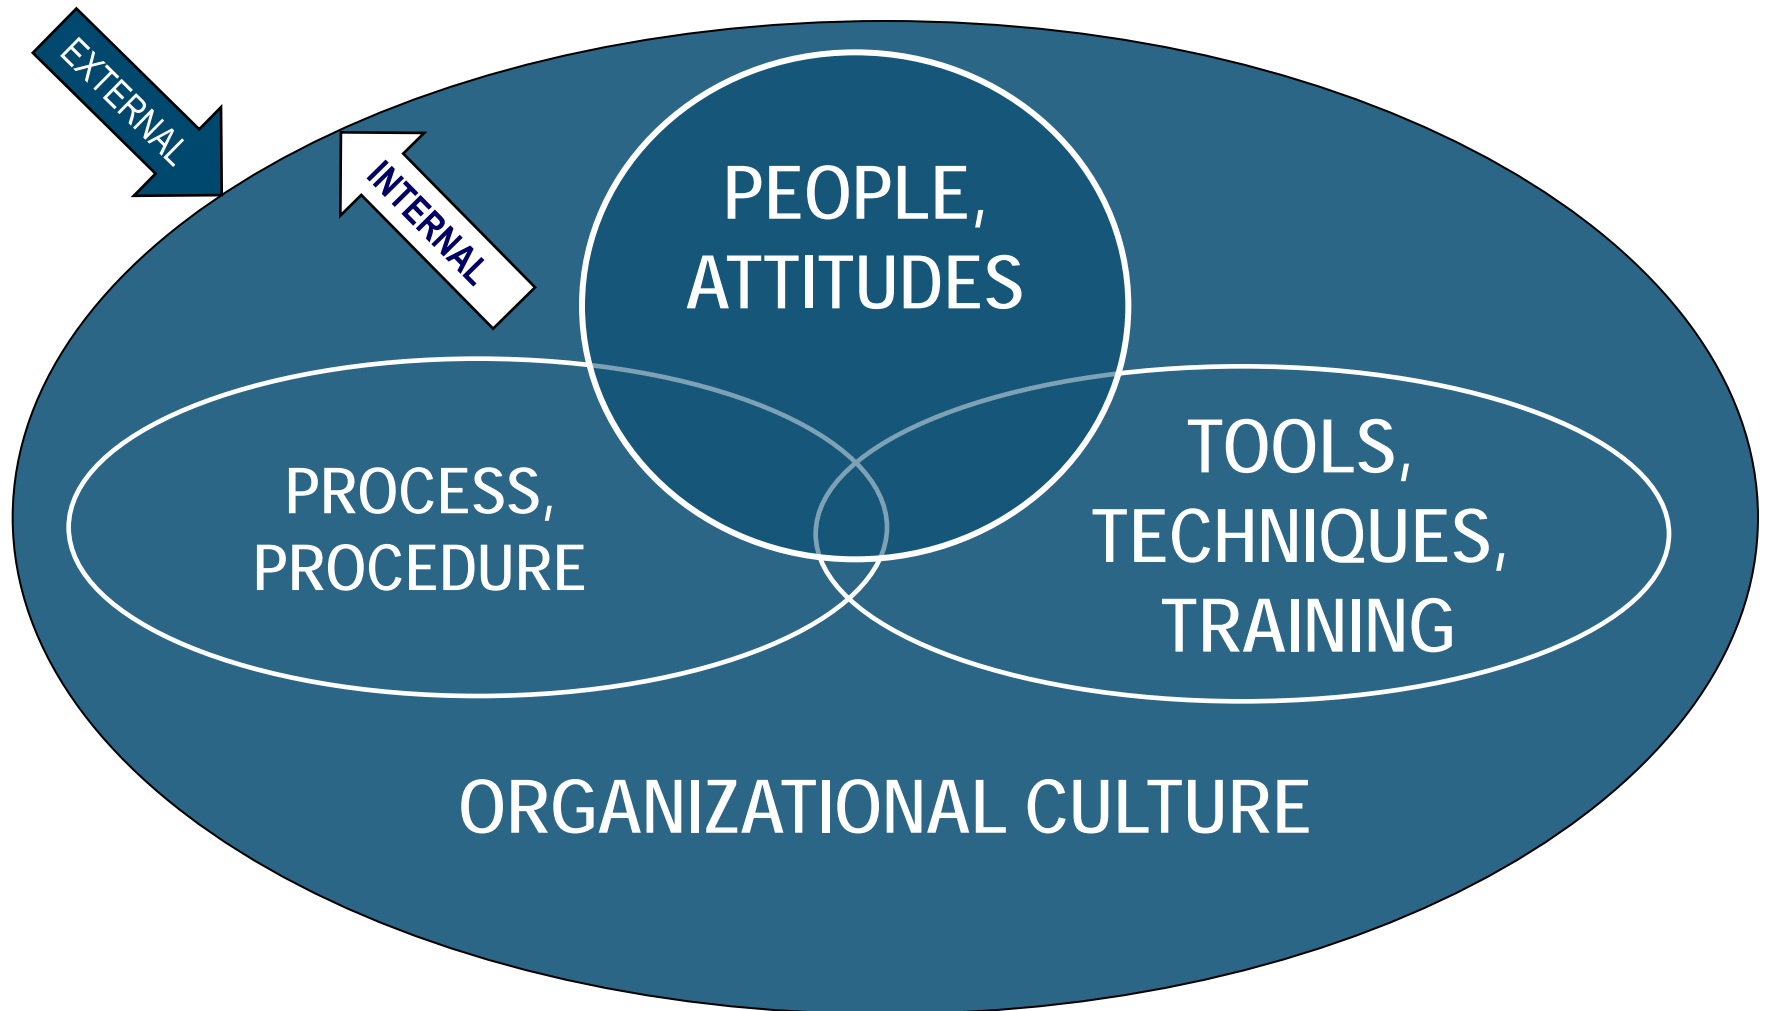 EXTERNAL
INTERNAL
PEOPLE,
ATTITUDES
PROCESS,
PROCEDURE
TOOLS,
TECHNIQUES,
TRAINING
ORGANIZATIONAL CULTURE